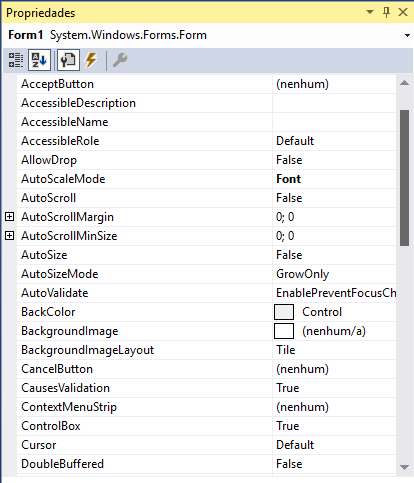 Propriedades
Form1 System.Windows.Forms.Form
AcceptButton (nenhum)
AccessibleDescription
AccessibleName
AccessibleRole Default
AllowDrop False
AutoScaleMode Font
AutoScroll False
AutoScrollMargin 0; 0
AutoScrollMinSize 0; 0
AutoSize False
AutoSizeMode GrowOnly
AutoValidate EnablePreventFocusCh
BackColor Control
BackgroundImage (nenhum/a)
BackgroundImageLayout Tile
CancelButton (nenhum)
CausesValidation True
ContextMenuStrip (nenhum)
ControlBox True
Cursor Default
DoubleBuffered False